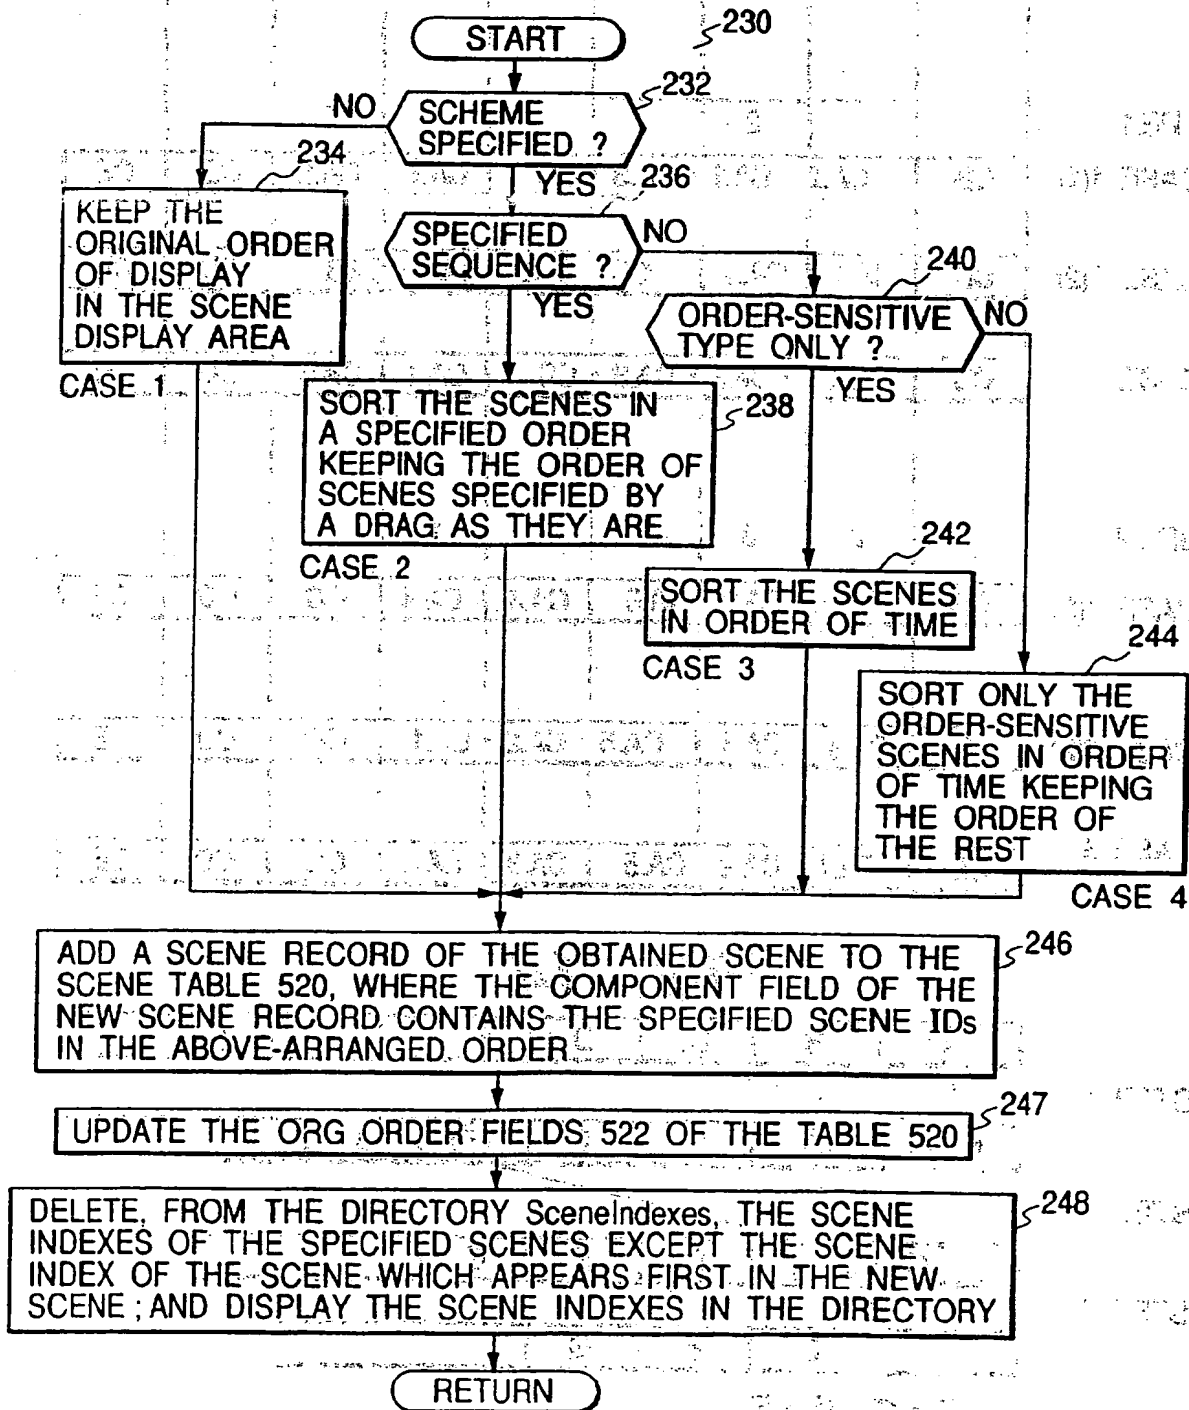 START
230
SCHEME
SPECIFIED ?
232
NO
YES
234
KEEP THE
ORIGINAL ORDER
OF DISPLAY
IN THE SCENE
DISPLAY AREA
CASE 1
SPECIFIED
SEQUENCE ?
236
NO
YES
240
ORDER-SENSITIVE
TYPE ONLY ?
NO
YES
238
SORT THE SCENES IN
A SPECIFIED ORDER
KEEPING THE ORDER OF
SCENES SPECIFIED BY
A DRAG AS THEY ARE
CASE 2
242
SORT THE SCENES
IN ORDER OF TIME
CASE 3
244
SORT ONLY THE
ORDER-SENSITIVE
SCENES IN ORDER
OF TIME KEEPING
THE ORDER OF
THE REST
CASE 4
246
ADD A SCENE RECORD OF THE OBTAINED SCENE TO THE
SCENE TABLE 520, WHERE THE COMPONENT FIELD OF THE
NEW SCENE RECORD CONTAINS THE SPECIFIED SCENE IDs
IN THE ABOVE-ARRANGED ORDER
247
UPDATE THE ORG ORDER FIELDS 522 OF THE TABLE 520
248
DELETE, FROM THE DIRECTORY SceneIndexes, THE SCENE
INDEXES OF THE SPECIFIED SCENES EXCEPT THE SCENE
INDEX OF THE SCENE WHICH APPEARS FIRST IN THE NEW
SCENE ; AND DISPLAY THE SCENE INDEXES IN THE DIRECTORY
RETURN